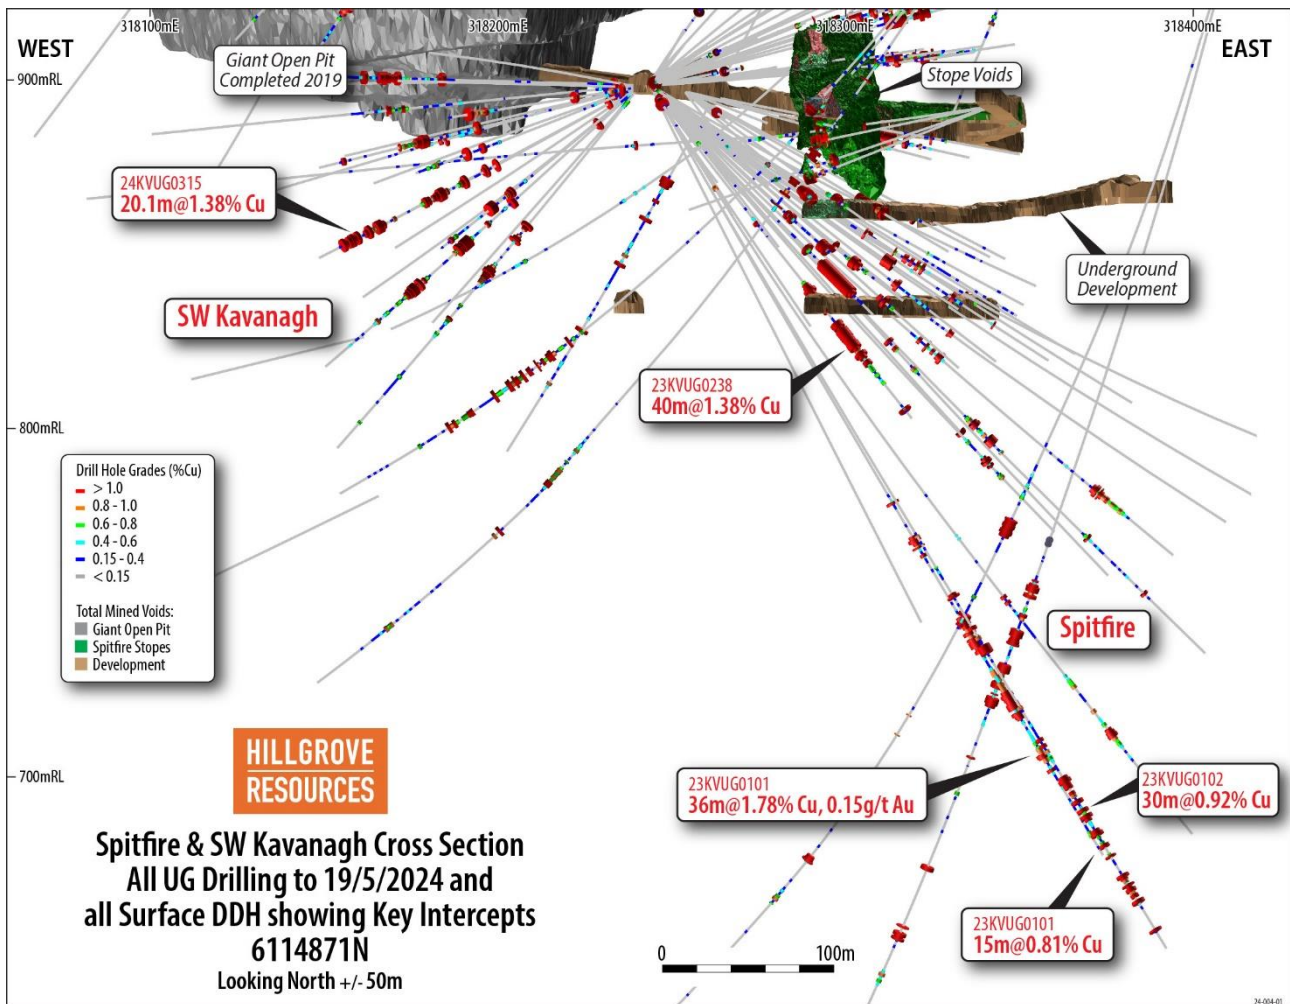 318100mE
318200mE
318300mE
318400mE
WEST
EAST
Giant Open Pit
Completed 2019
Stope Voids
900mRL
24KVUG0315
20.1m@1.38% Cu
Underground
Development
SW Kavanagh
23KVUG0238
40m@1.38% Cu
800mRL
Drill Hole Grades (%Cu)
> 1.0
0.8 - 1.0
0.6 - 0.8
0.4 - 0.6
0.15 - 0.4
< 0.15
Total Mined Voids:
Giant Open Pit
Spitfire Stopes
Development
Spitfire
700mRL
HILLGROVE
RESOURCES
23KVUG0101
36m@1.78% Cu, 0.15g/t Au
23KVUG0102
30m@0.92% Cu
Spitfire & SW Kavanagh Cross Section
All UG Drilling to 19/5/2024 and
all Surface DDH showing Key Intercepts
6114871N
Looking North +/- 50m
23KVUG0101
15m@0.81% Cu
0
100m
24-004-01